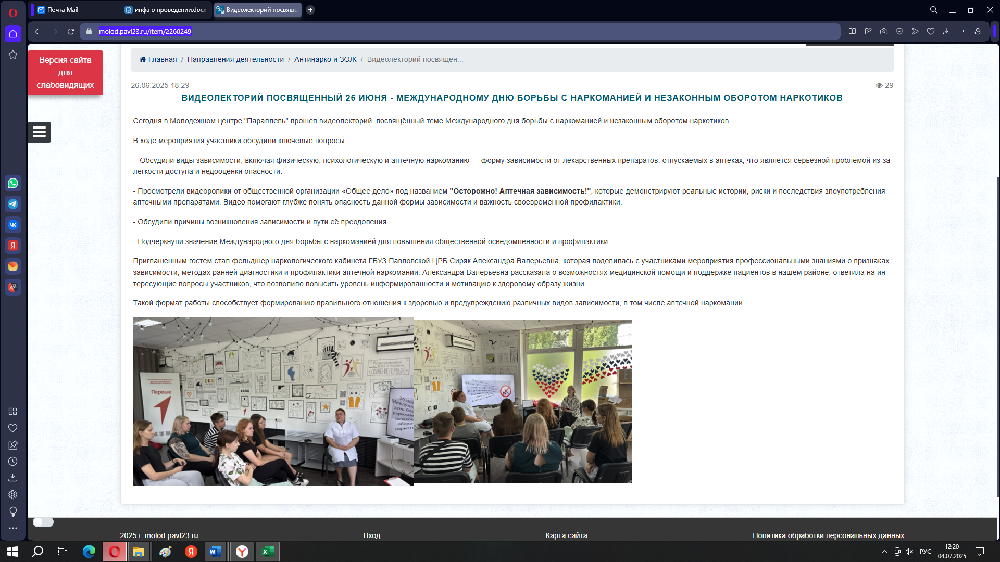 Почта Mail
инфа о проведении.docx
Видеолекторий посвяще
molod.pavl23.ru/item/2260249
Версия сайта
для
слабовидящих
Главная / Направления деятельности / Антинарко и ЗОЖ / Видеолекторий посвящен...
26.06.2025 18:29
29
ВИДЕОЛЕКТОРИЙ ПОСВЯЩЕННЫЙ 26 ИЮНЯ - МЕЖДУНАРОДНОМУ ДНЮ БОРЬБЫ С НАРКОМАНИЕЙ И НЕЗАКОННЫМ ОБОРОТОМ НАРКОТИКОВ
Сегодня в Молодежном центре "Параллель" прошел видеолекторий, посвящённый теме Международного дня борьбы с наркоманией и незаконным оборотом наркотиков.
В ходе мероприятия участники обсудили ключевые вопросы:
- Обсудили виды зависимости, включая физическую, психологическую и аптечную наркоманию — форму зависимости от лекарственных препаратов, отпускаемых в аптеках, что является серьёзной проблемой из-за
лёгкости доступа и недооценки опасности.
- Просмотрели видеоролики от общественной организации «Общее дело» под названием "Осторожно! Аптечная зависимость!", которые демонстрируют реальные истории, риски и последствия злоупотребления
аптечными препаратами. Видео помогают глубже понять опасность данной формы зависимости и важность своевременной профилактики.
- Обсудили причины возникновения зависимости и пути её преодоления.
- Подчеркнули значение Международного дня борьбы с наркоманией для повышения общественной осведомленности и профилактики.
Приглашенным гостем стал фельдшер наркологического кабинета ГБУЗ Павловской ЦРБ Сиряк Александра Валерьевна, которая поделилась с участниками мероприятия профессиональными знаниями о признаках
зависимости, методах ранней диагностики и профилактики аптечной наркомании. Александра Валерьевна рассказала о возможностях медицинской помощи и поддержке пациентов в нашем районе, ответила на ин-
тересующие вопросы участников, что позволило повысить уровень информированности и мотивацию к здоровому образу жизни.
Такой формат работы способствует формированию правильного отношения к здоровью и предупреждению различных видов зависимости, в том числе аптечной наркомании.
Первые
ДВИЖЕНИЕ ПЕРВЫХ
2025 г. molod.pavl23.ru
Вход
Карта сайта
Политика обработки персональных данных
РУС
12:20
04.07.2025